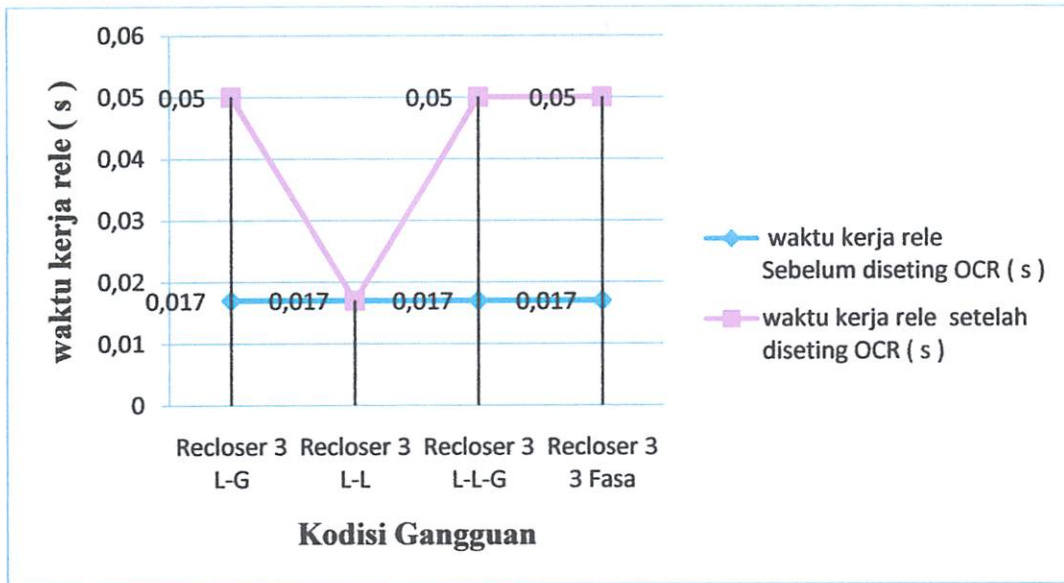 0,06
0,05
0,04
0,03
0,02
0,01
0
waktu kerja rele ( s )
0,05
0,05
0,05
0,017
0,017
0,017
0,017
Recloser 3
L-G
Recloser 3
L-L
Recloser 3
L-L-G
Recloser 3
3 Fasa
Kodisi Gangguan
waktu kerja rele
Sebelum diseting OCR ( s )
waktu kerja rele setelah
diseting OCR ( s )